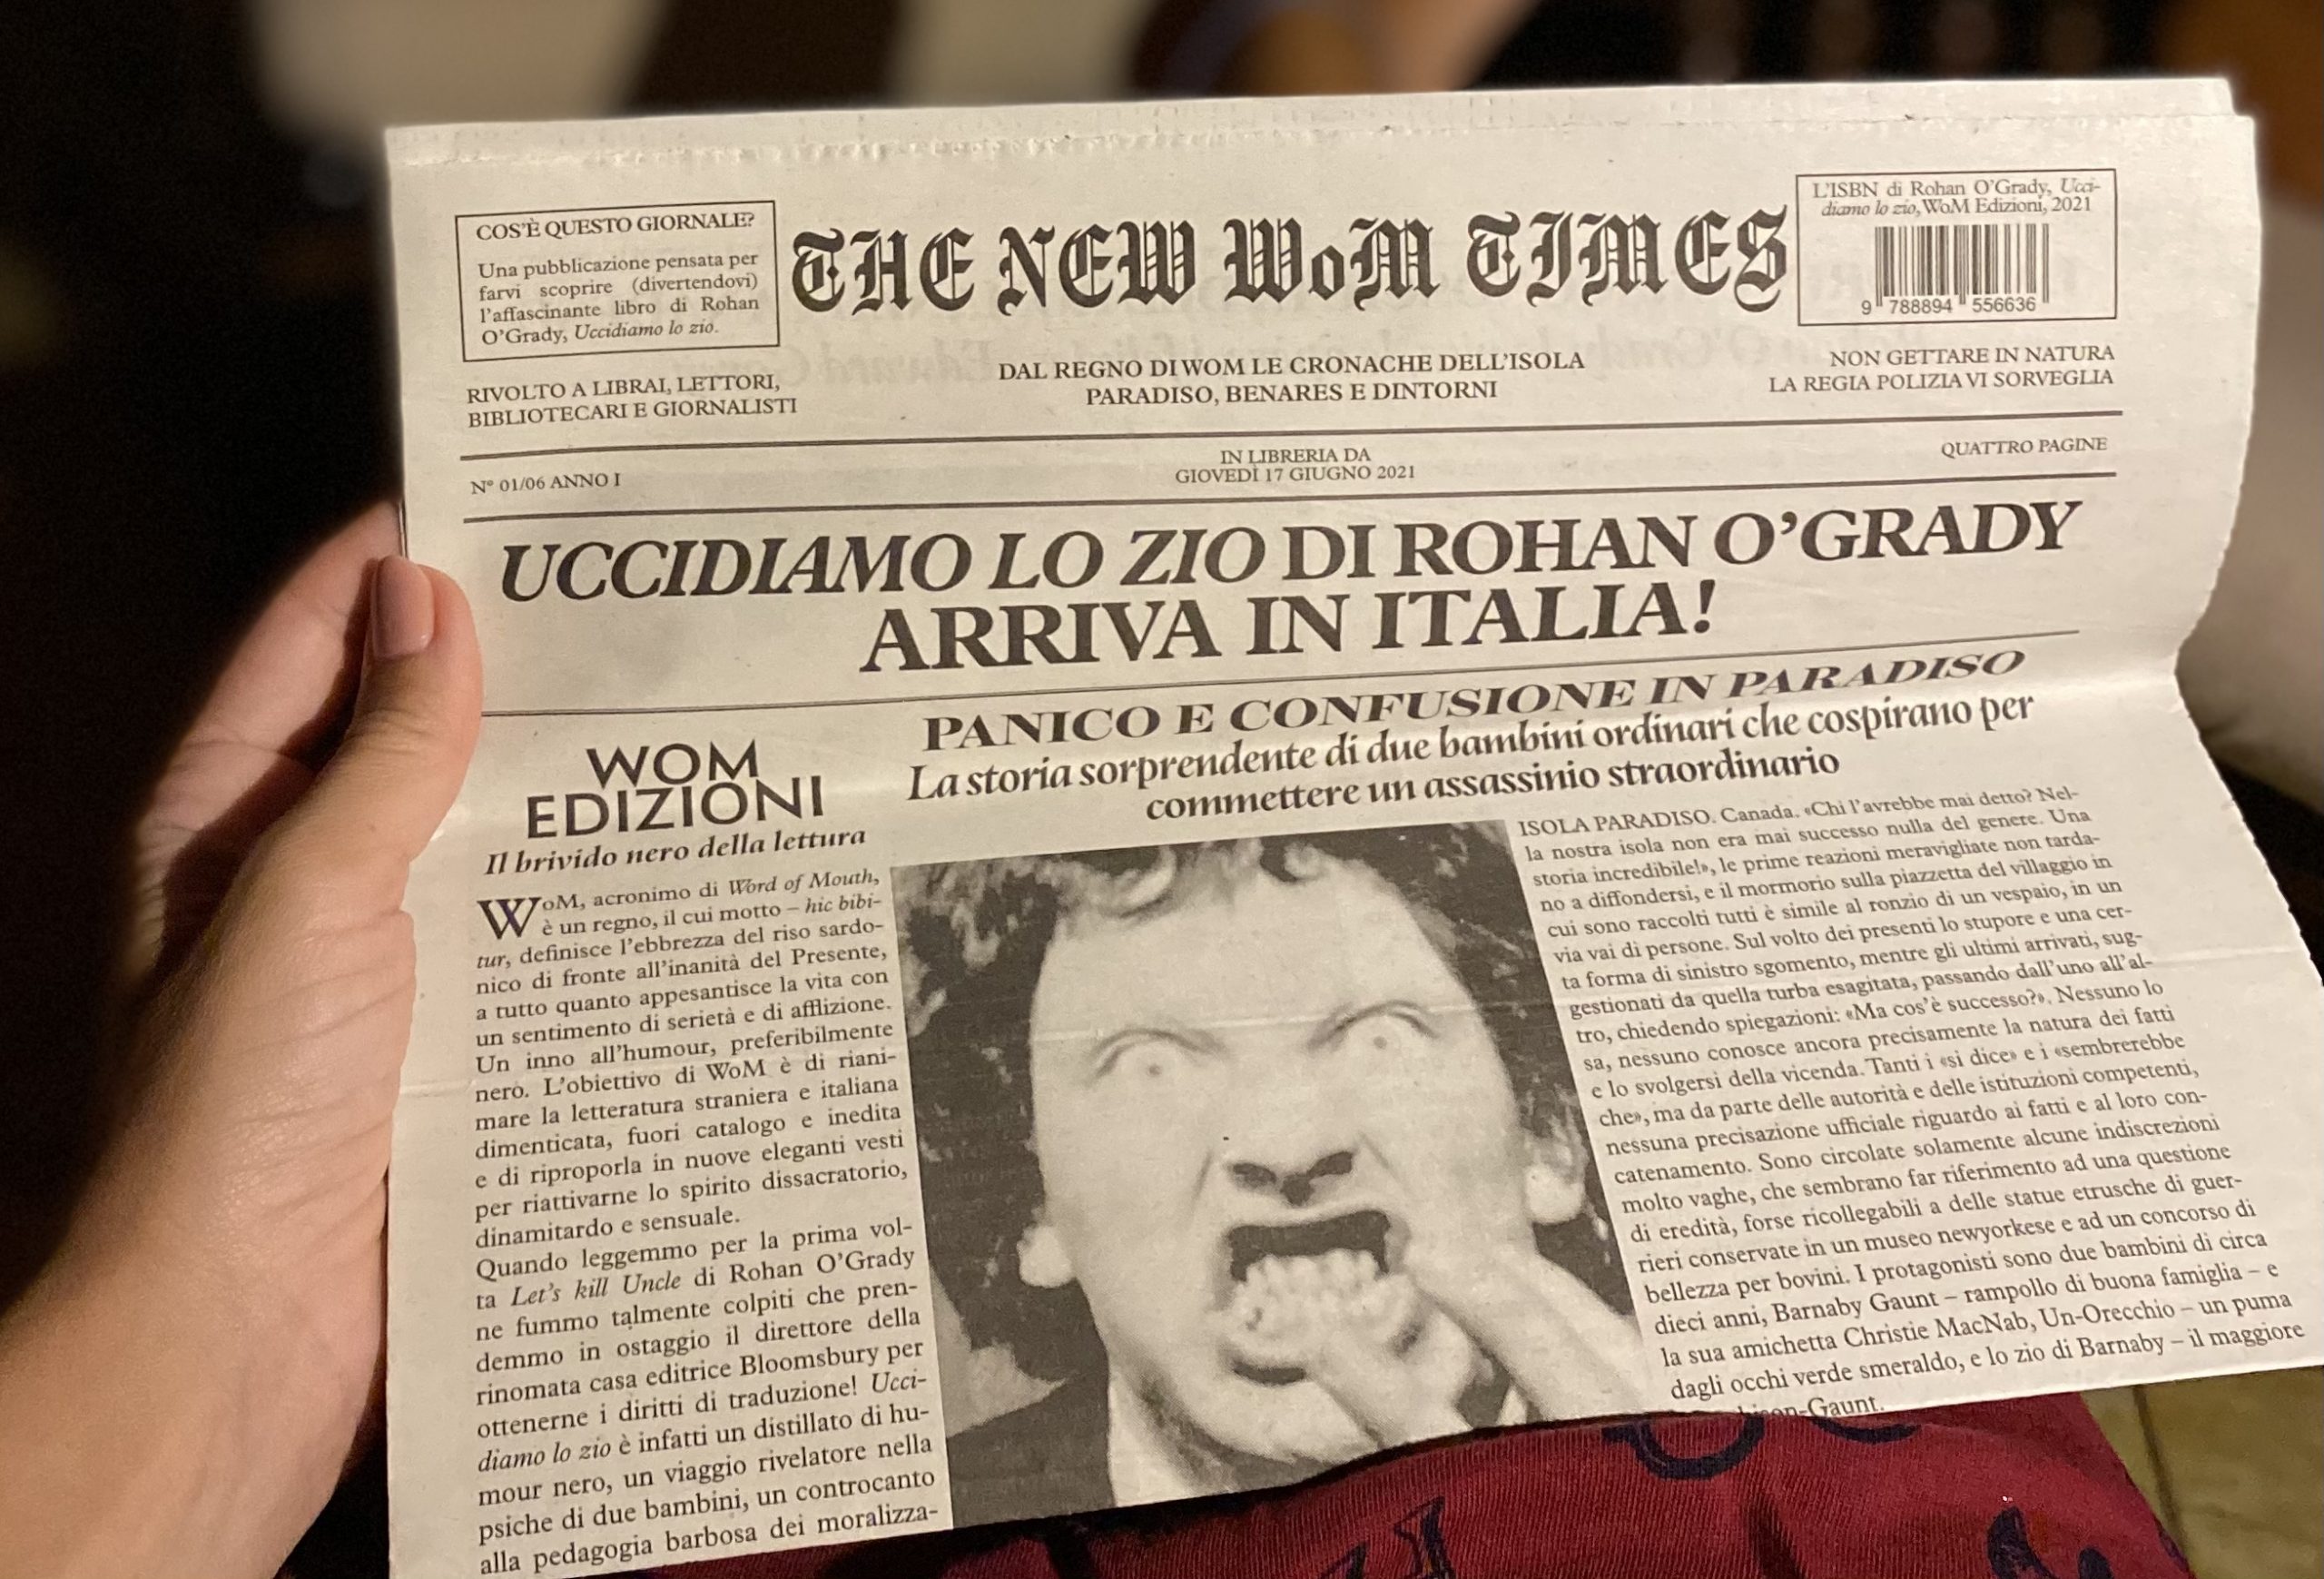 COS'È QUESTO GIORNALE?
Una pubblicazione pensata per
farvi scoprire (divertendovi)
l'affascinante libro di Rohan
O'Grady, Uccidiamo lo zio.
THE NEW WoM TIMES
L'ISBN di Rohan O'Grady, Ucci-
diamo lo zio, WoM Edizioni, 2021
9 788894 556636
RIVOLTO A LIBRAI, LETTORI,
BIBLIOTECARI E GIORNALISTI
DAL REGNO DI WOM LE CRONACHE DELL'ISOLA
PARADISO, BENARES E DINTORNI
NON GETTARE IN NATURA
LA REGIA POLIZIA VI SORVEGLIA
N° 01/06 ANNO I
IN LIBRERIA DA
GIOVEDÌ 17 GIUGNO 2021
QUATTRO PAGINE
UCCIDIAMO LO ZIO DI ROHAN O'GRADY
ARRIVA IN ITALIA!
WOM
EDIZIONI
Il brivido nero della lettura
WoM, acronimo di Word of Mouth,
è un regno, il cui motto – hic bibi-
tur, definisce l'ebbrezza del riso sardo-
nico di fronte all'inanità del Presente,
a tutto quanto appesantisce la vita con
un sentimento di serietà e di afflizione.
Un inno all'humour, preferibilmente
nero. L'obiettivo di WoM è di riani-
mare la letteratura straniera e italiana
dimenticata, fuori catalogo e inedita
e di riproporla in nuove eleganti vesti
per riattivarne lo spirito dissacratorio,
dinamitardo e sensuale.
Quando leggemmo per la prima vol-
ta Let's kill Uncle di Rohan O'Grady
ne fummo talmente colpiti che pren-
demmo in ostaggio il direttore della
rinomata casa editrice Bloomsbury per
ottenerne i diritti di traduzione! Ucci-
diamo lo zio è infatti un distillato di hu-
mour nero, un viaggio rivelatore nella
psiche di due bambini, un controcanto
alla pedagogia barbosa dei moralizza-
PANICO E CONFUSIONE IN PARADISO
La storia sorprendente di due bambini ordinari che cospirano per
commettere un assassinio straordinario
ISOLA PARADISO. Canada. «Chi l'avrebbe mai detto? Nel-
la nostra isola non era mai successo nulla del genere. Una
storia incredibile!», le prime reazioni meravigliate non tarda-
no a diffondersi, e il mormorio sulla piazzetta del villaggio in
cui sono raccolti tutti è simile al ronzio di un vespaio, in un
via vai di persone. Sul volto dei presenti lo stupore e una cer-
ta forma di sinistro sgomento, mentre gli ultimi arrivati, sug-
gestionati da quella turba esagitata, passando dall'uno all'al-
tro, chiedendo spiegazioni: «Ma cos'è successo?». Nessuno lo
sa, nessuno conosce ancora precisamente la natura dei fatti
e lo svolgersi della vicenda. Tanti i «si dice» e i «sembrerebbe
che», ma da parte delle autorità e delle istituzioni competenti,
nessuna precisazione ufficiale riguardo ai fatti e al loro con-
catenamento. Sono circolate solamente alcune indiscrezioni
molto vaghe, che sembrano far riferimento ad una questione
di eredità, forse ricollegabili a delle statue etrusche di guer-
rieri conservate in un museo newyorkese e ad un concorso di
bellezza per bovini. I protagonisti sono due bambini di circa
dieci anni, Barnaby Gaunt – rampollo di buona famiglia – e
la sua amichetta Christie MacNab, Un-Orecchio – un puma
dagli occhi verde smeraldo, e lo zio di Barnaby – il maggiore
-Gaunt.